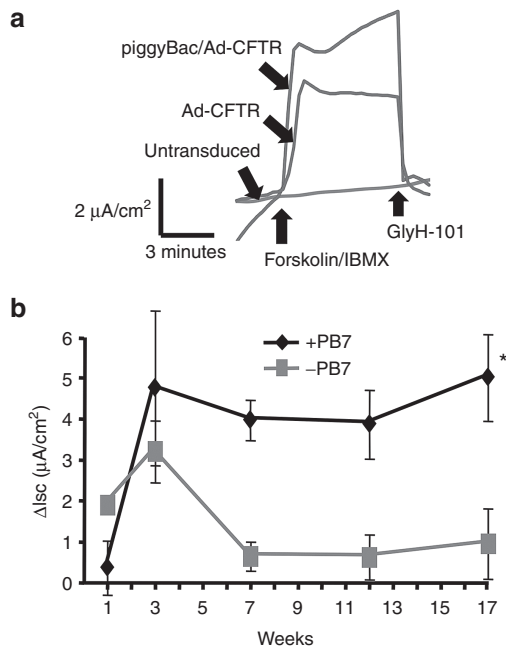 a
piggyBac/Ad-CFTR
Ad-CFTR
Untransduced
2 μA/cm²
3 minutes
GlyH-101
Forskolin/IBMX
b
+PB7
−PB7
*
ΔIsc (μA/cm²)
6
5
4
3
2
1
0
1 3 5 7 9 11 13 15 17
Weeks